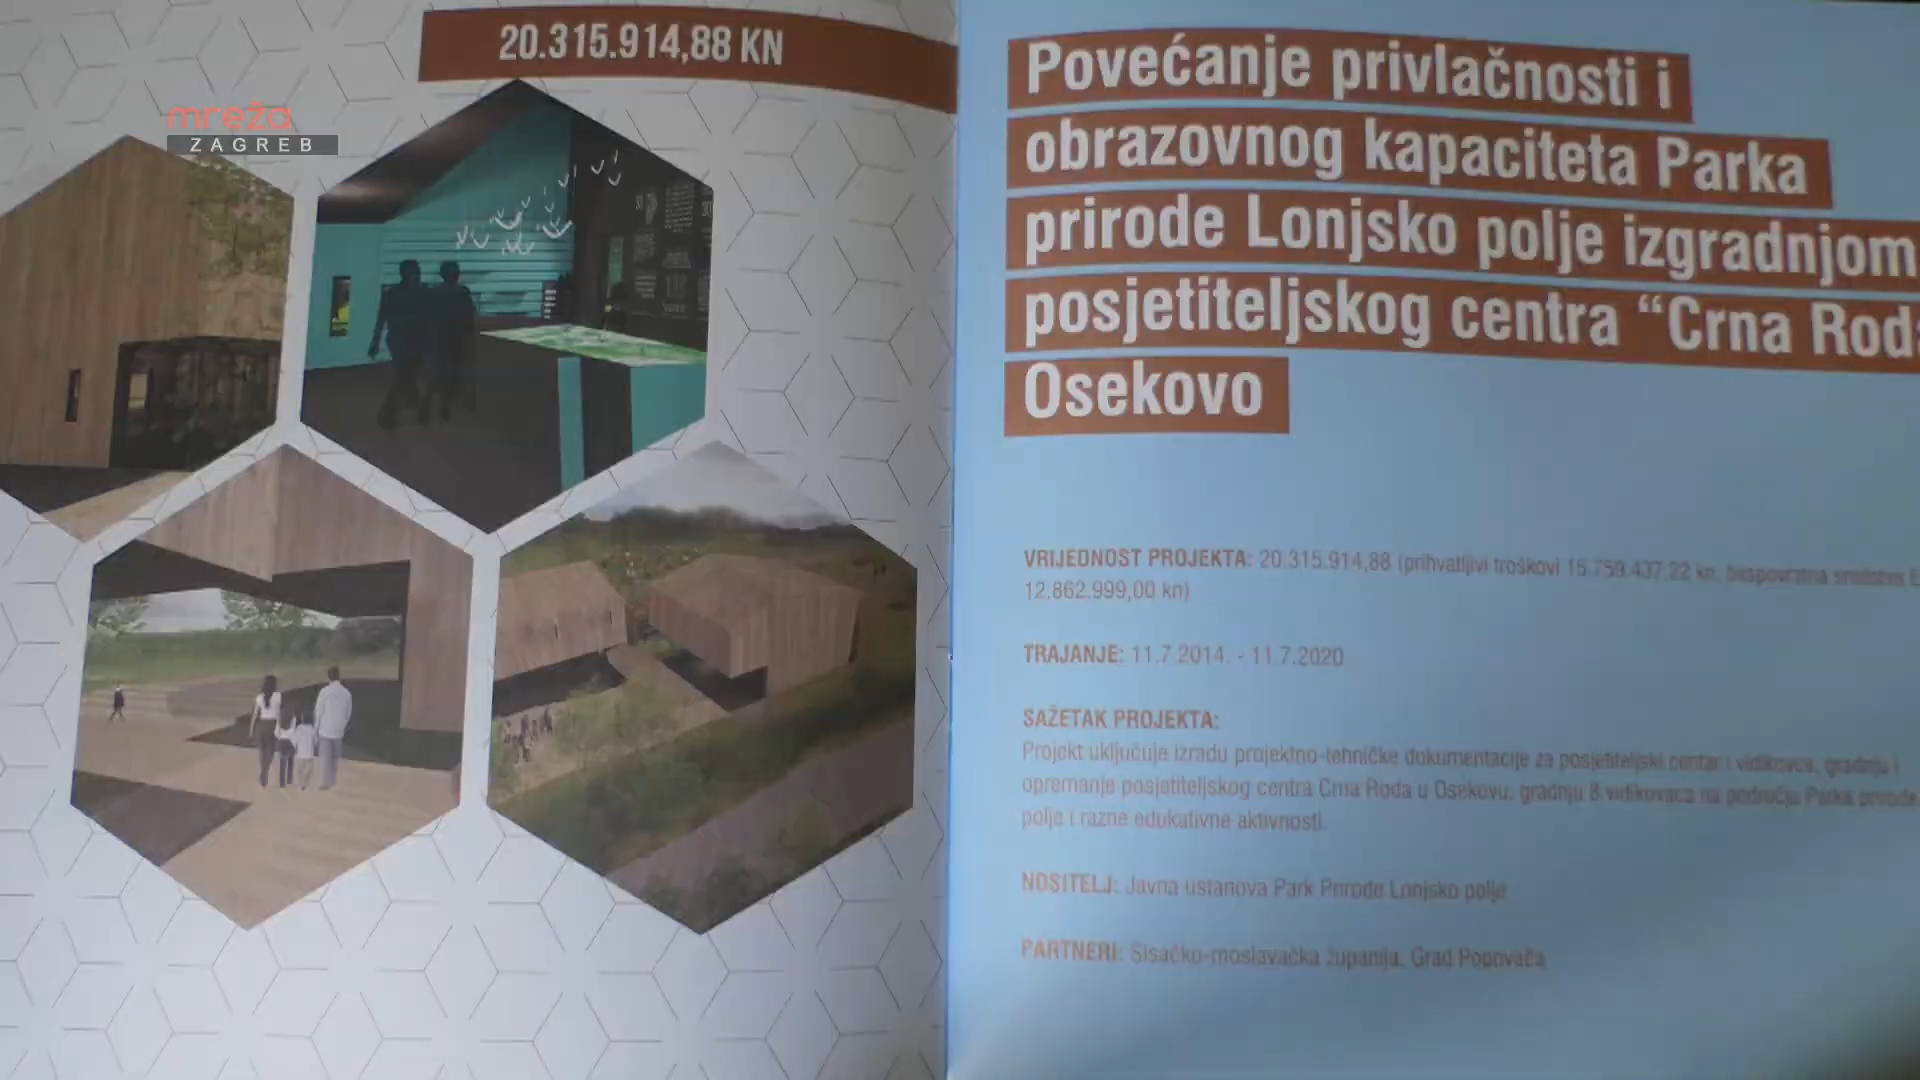 20.315.914,88 KN
mreža
ZAGREB
Povećanje privlačnosti i
obrazovnog kapaciteta Parka
prirode Lonjsko polje izgradnjom
posjetiteljskog centra “Crna Roda
Osekovo
VRIJEDNOST PROJEKTA: 20.315.914,88 (prihvatljivi troškovi 15.759.437,22 kn, bespovratna sredstva
12.862.999,00 kn)
TRAJANJE: 11.7.2014. - 11.7.2020
SAŽETAK PROJEKTA:
Projekt uključuje izradu projektno-tehničke dokumentacije za posjetiteljski centar i vidikovce, gradnju i
opremanje posjetiteljskog centra Crna Roda u Osekovu, gradnju 8 vidikovaca na području Parka prirode
polje i razne edukativne aktivnosti.
NOSITELJ: Javna ustanova Park Prirode Lonjsko polje
PARTNERI: Sisačko-moslavačka županija, Grad Popovača